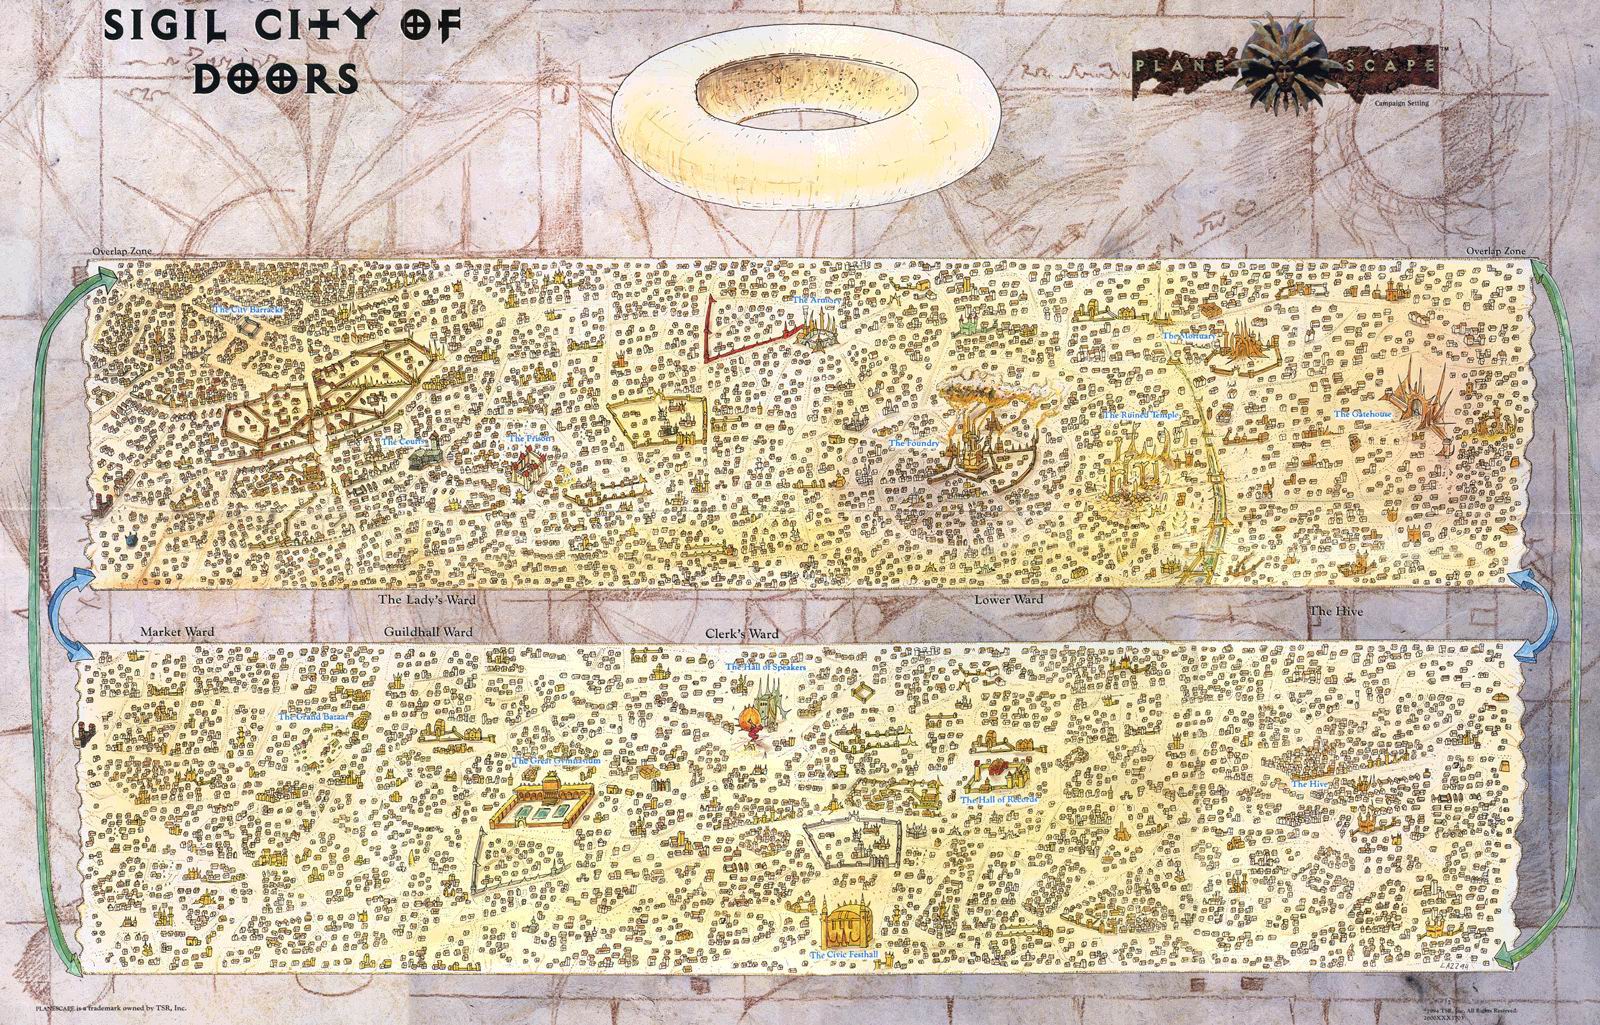 SIGIL CITY OF
DOORS
PLANESCAPE™
Campaign Setting
Overlap Zone
Overlap Zone
The City Barracks
The Armory
The Mortuary
The Courts
The Prison
The Foundry
The Ruined Temple
The Gatehouse
The Lady's Ward
Lower Ward
The Hive
Market Ward
Guildhall Ward
Clerk's Ward
The Hall of Speakers
The Grand Bazaar
The Great Gymnasium
The Hall of Records
The Hive
The Civic Festhall
PLANESCAPE is a trademark owned by TSR, Inc.
©1994 TSR, Inc. All Rights Reserved.